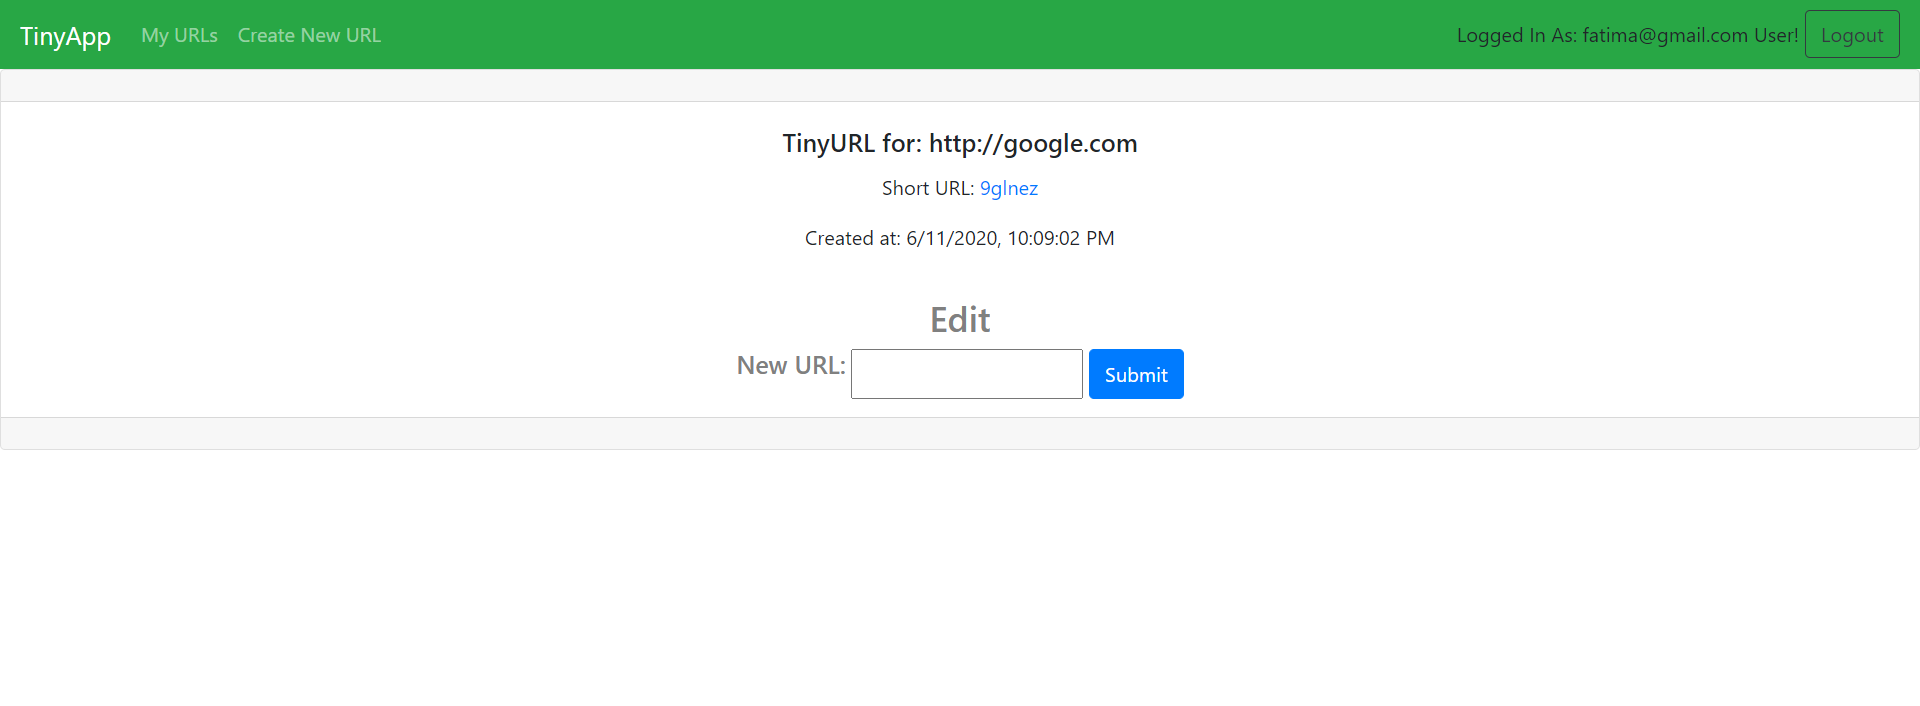 TinyApp My URLs Create New URL Logged In As: fatima@gmail.com User! Logout
TinyURL for: http://google.com
Short URL: 9glnez
Created at: 6/11/2020, 10:09:02 PM
Edit
New URL: Submit